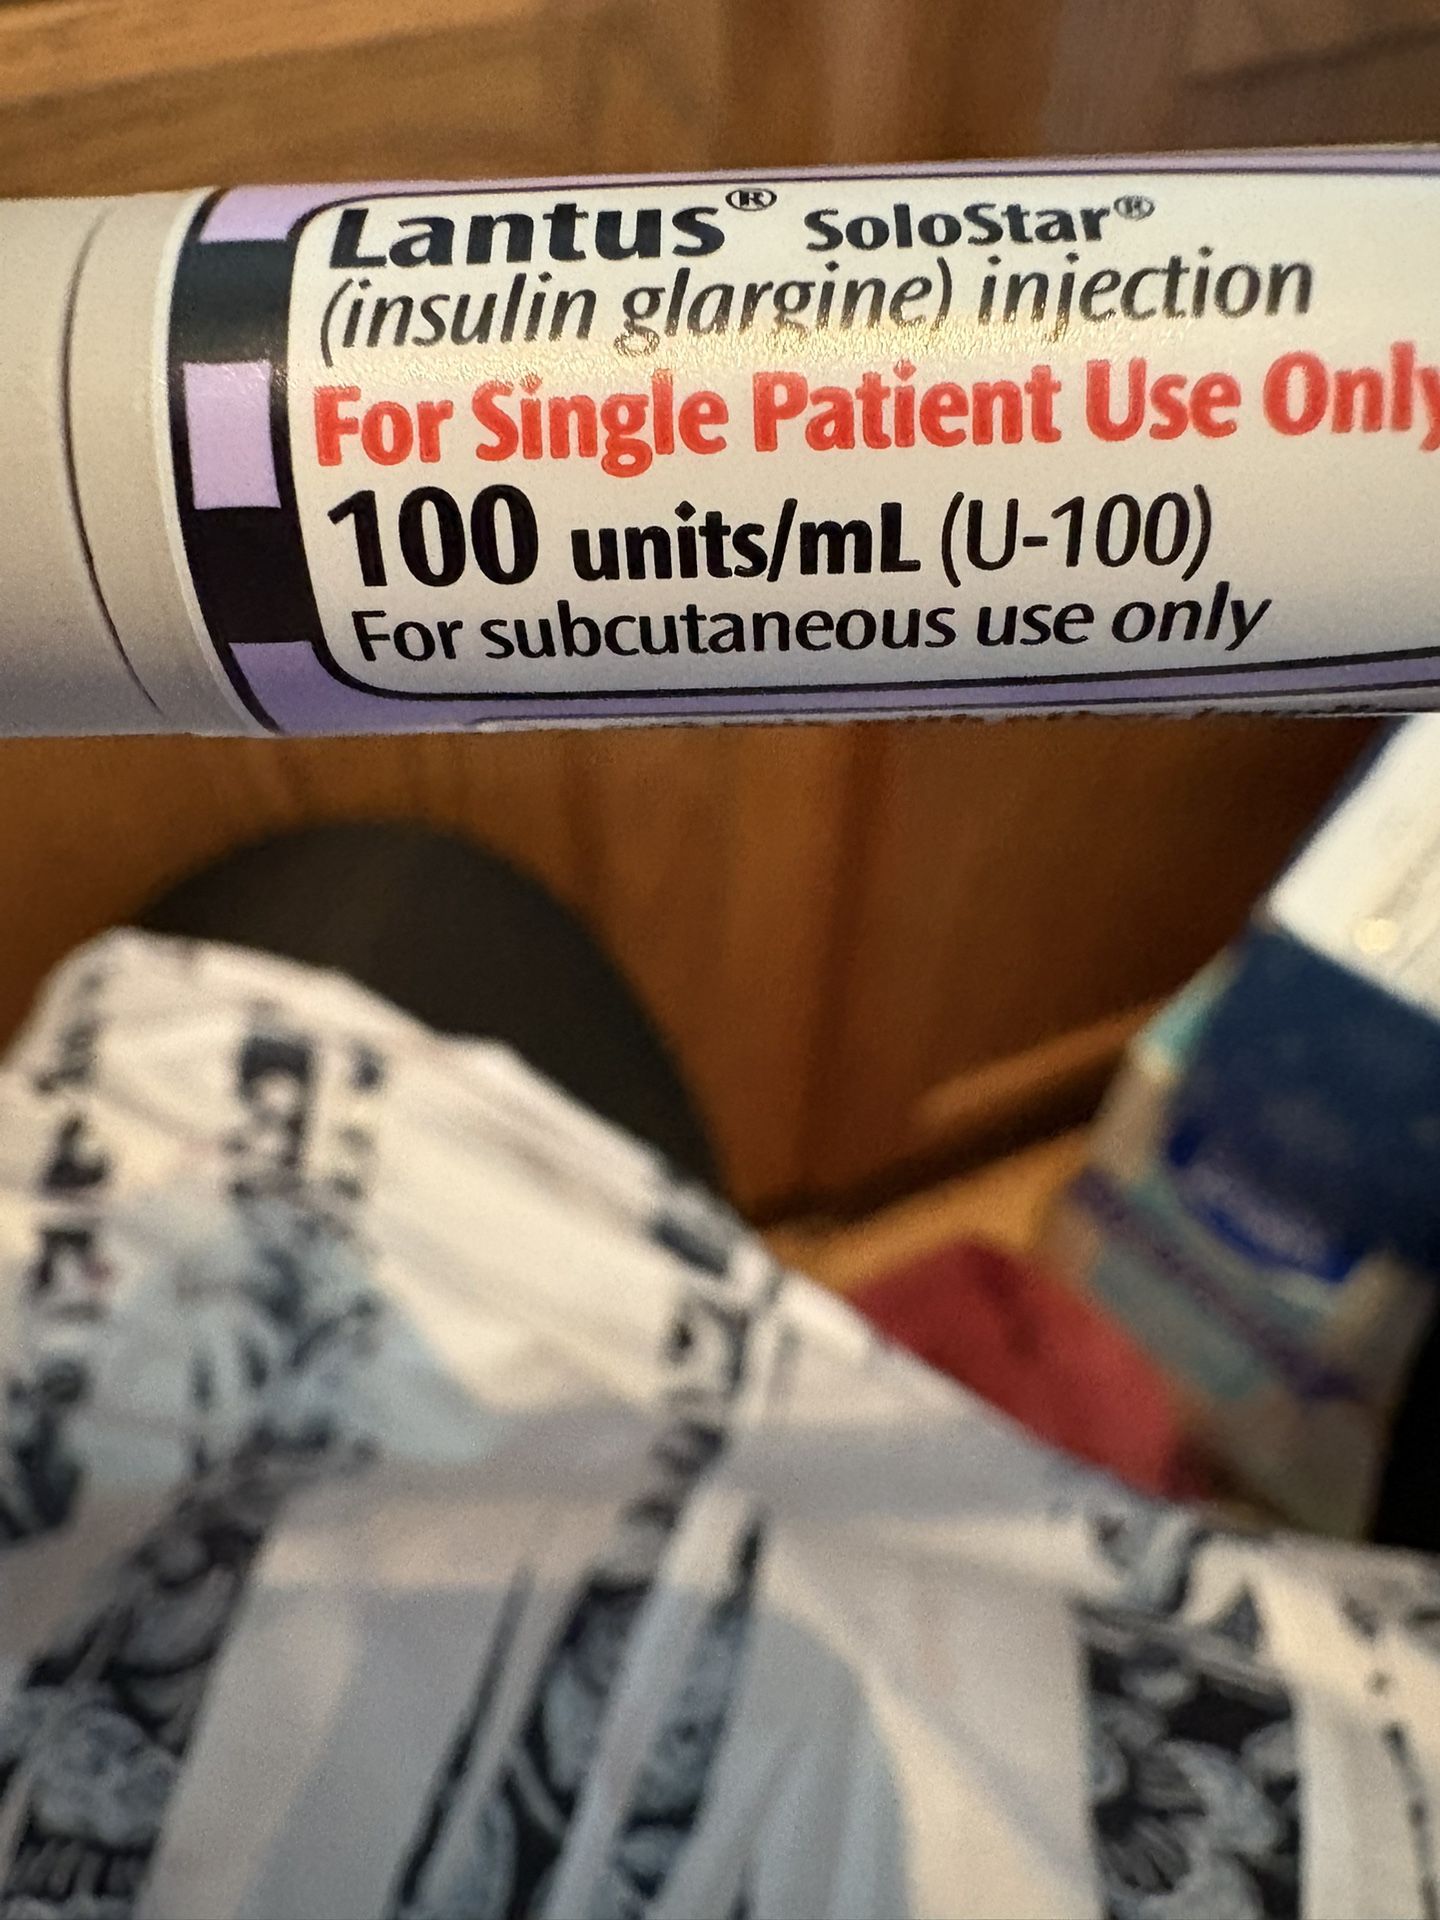 Lantus® SoloStar®
(insulin glargine) injection
For Single Patient Use Only
100 units/mL (U-100)
For subcutaneous use only